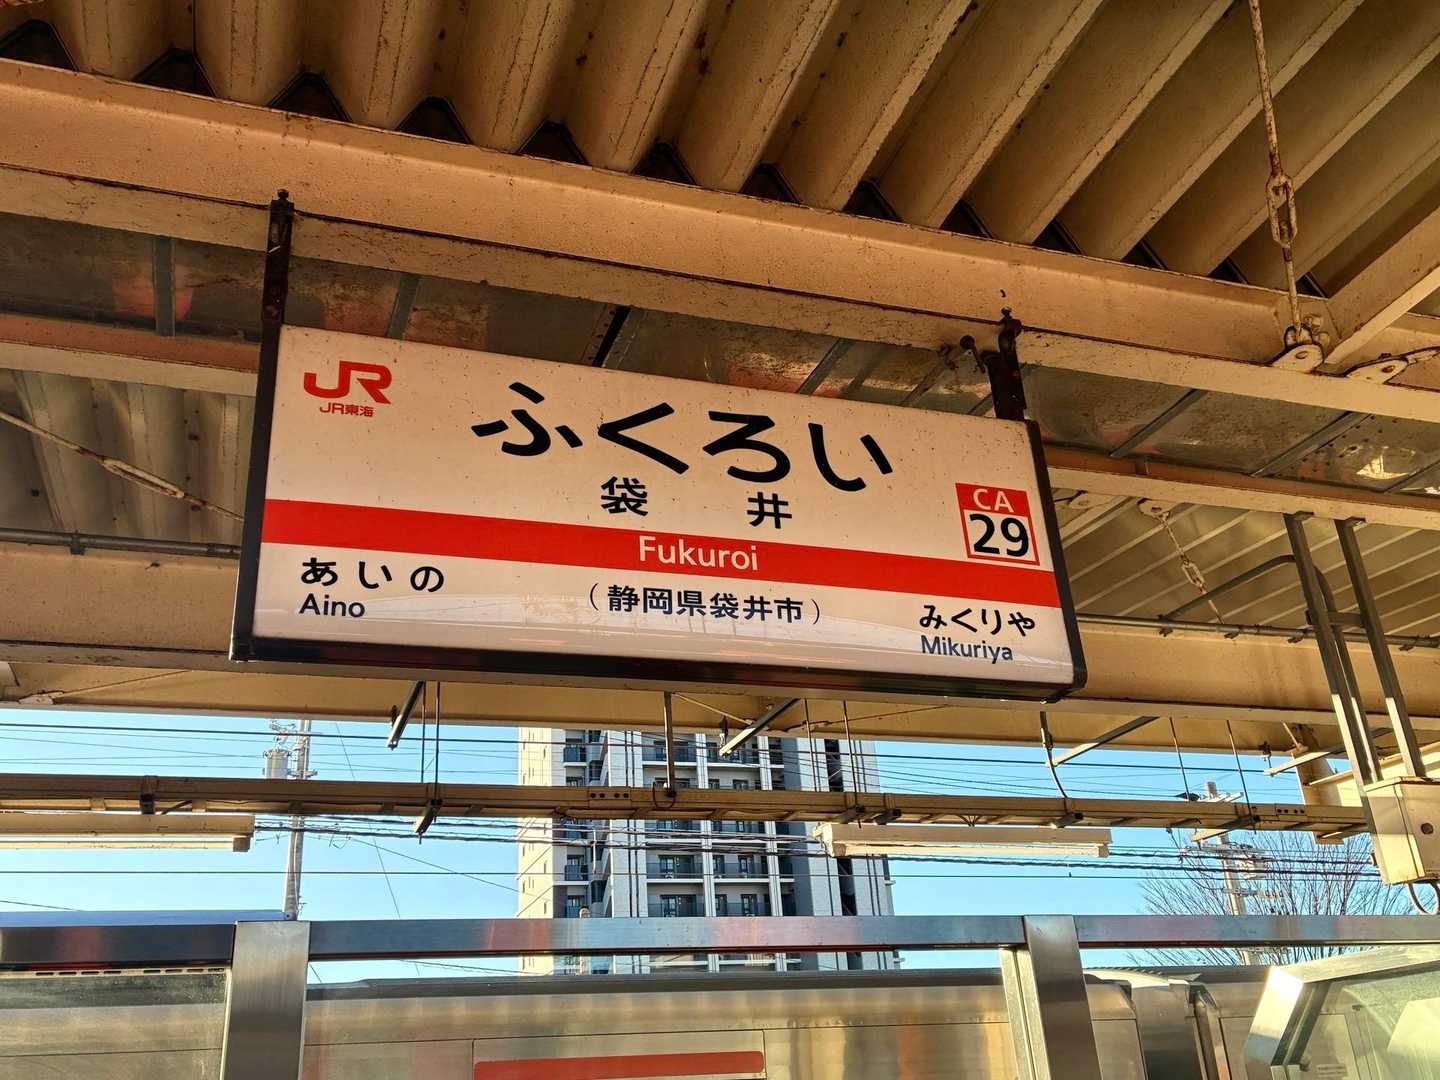 JR
JR東海
ふくろい
袋井
CA
29
Fukuroi
あいの
Aino
（静岡県袋井市）
みくりや
Mikuriya